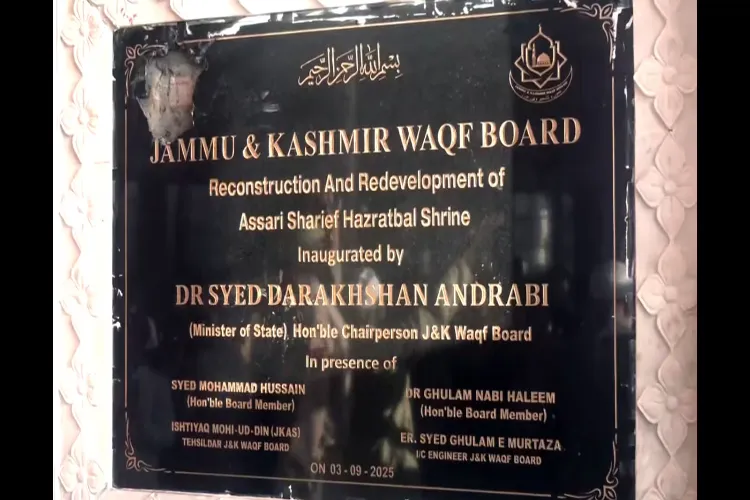 بِسْمِ اللهِ الرَّحْمٰنِ الرَّحِيْمِ
JAMMU & KASHMIR WAQF BOARD
Reconstruction And Redevelopment of
Assari Sharief Hazratbal Shrine
Inaugurated by
DR SYED DARAKHSHAN ANDRABI
(Minister of State) Hon'ble Chairperson J&K Waqf Board
In presence of
SYED MOHAMMAD HUSSAIN
(Hon'ble Board Member)
DR GHULAM NABI HALEEM
(Hon'ble Board Member)
ISHTIYAQ MOHI-UD-DIN (JKAS)
TEHSILDAR J&K WAQF BOARD
ER. SYED GHULAM E MURTAZA
I/C ENGINEER J&K WAQF BOARD
ON 03-09-2025